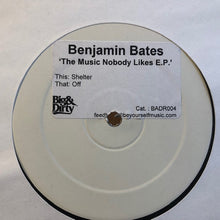 Benjamin Bates
'The Music Nobody Likes E.P.'
This: Shelter
That: Off
Big&
Dirty
Cat. : BADR004